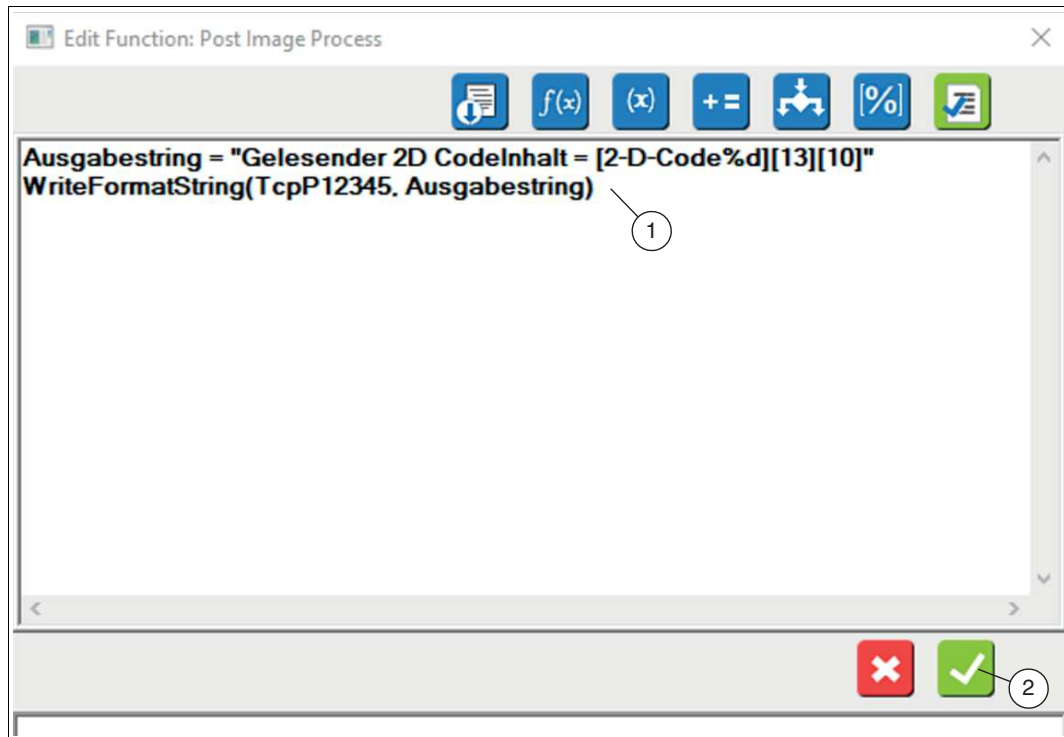 Edit Function: Post Image Process
f(x) (x) + = [%]
Ausgabestring = "Gelesender 2D CodeInhalt = [2-D-Code%d][13][10]"
WriteFormatString(TcpP12345, Ausgabestring)
1
2